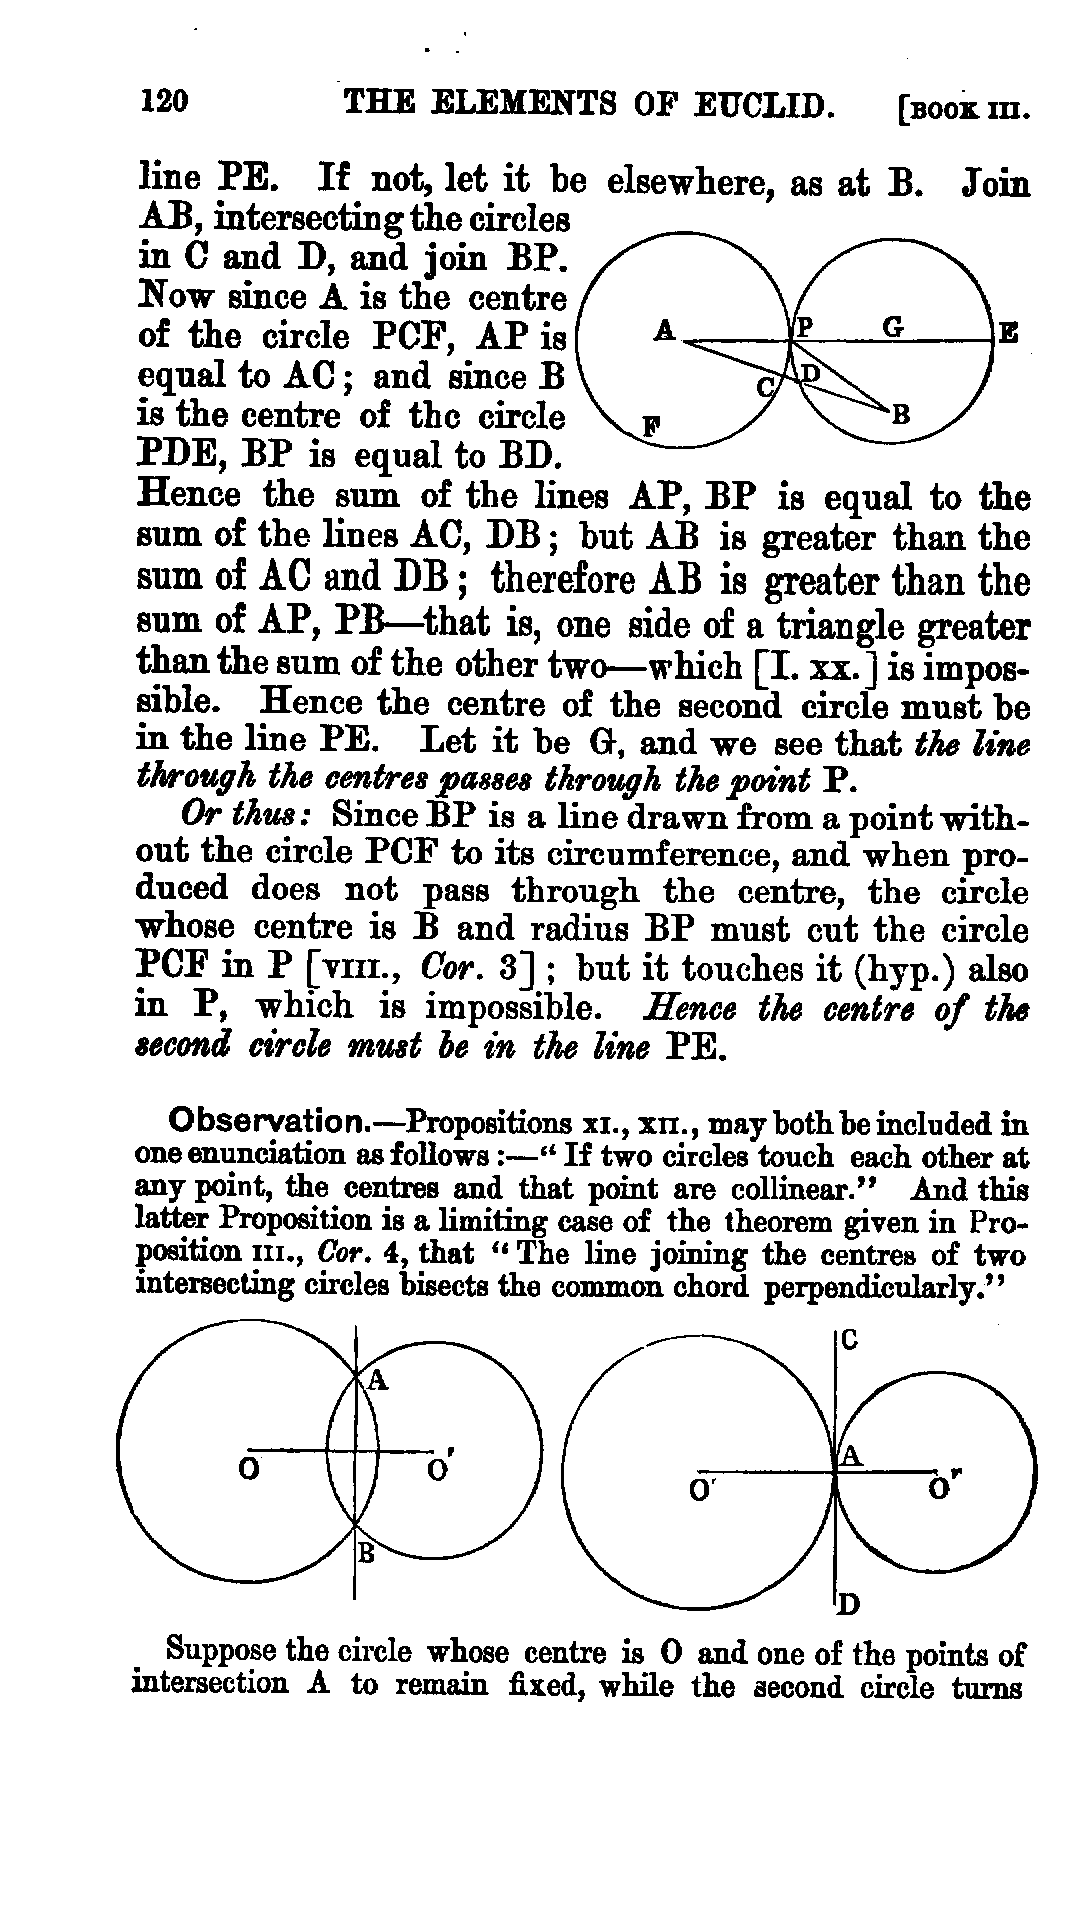 120 THE ELEMENTS OF EUCLID. [BOOK III.
line PE. If not, let it be elsewhere, as at B. Join
AB, intersecting the circles
in C and D, and join BP.
Now since A is the centre
of the circle PCF, AP is
equal to AC; and since B
is the centre of the circle
PDE, BP is equal to BD.
A P G E
C D B
F
Hence the sum of the lines AP, BP is equal to the
sum of the lines AC, DB; but AB is greater than the
sum of AC and DB; therefore AB is greater than the
sum of AP, PB—that is, one side of a triangle greater
than the sum of the other two—which [I. XX.] is impos-
sible. Hence the centre of the second circle must be
in the line PE. Let it be G, and we see that the line
through the centres passes through the point P.
Or thus: Since BP is a line drawn from a point with-
out the circle PCF to its circumference, and when pro-
duced does not pass through the centre, the circle
whose centre is B and radius BP must cut the circle
PCF in P [VIII., Cor. 3]; but it touches it (hyp.) also
in P, which is impossible. Hence the centre of the
second circle must be in the line PE.
Observation.—Propositions XI., XII., may both be included in
one enunciation as follows:—“If two circles touch each other at
any point, the centres and that point are collinear.” And this
latter Proposition is a limiting case of the theorem given in Pro-
position III., Cor. 4, that “The line joining the centres of two
intersecting circles bisects the common chord perpendicularly.”
A
O O′
B
C
A
O′ O″
D
Suppose the circle whose centre is O and one of the points of
intersection A to remain fixed, while the second circle turns